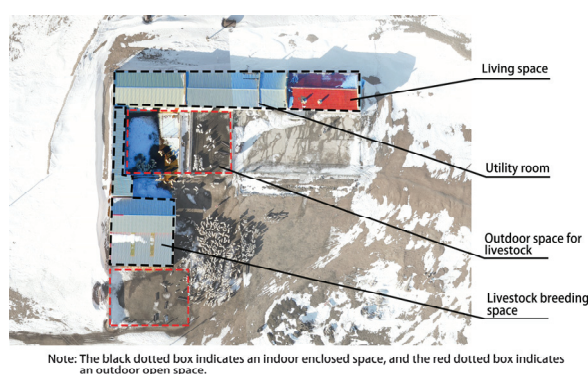 Living space
Utility room
Outdoor space for
livestock
Livestock breeding
space
Note: The black dotted box indicates an indoor enclosed space, and the red dotted box indicates
an outdoor open space.